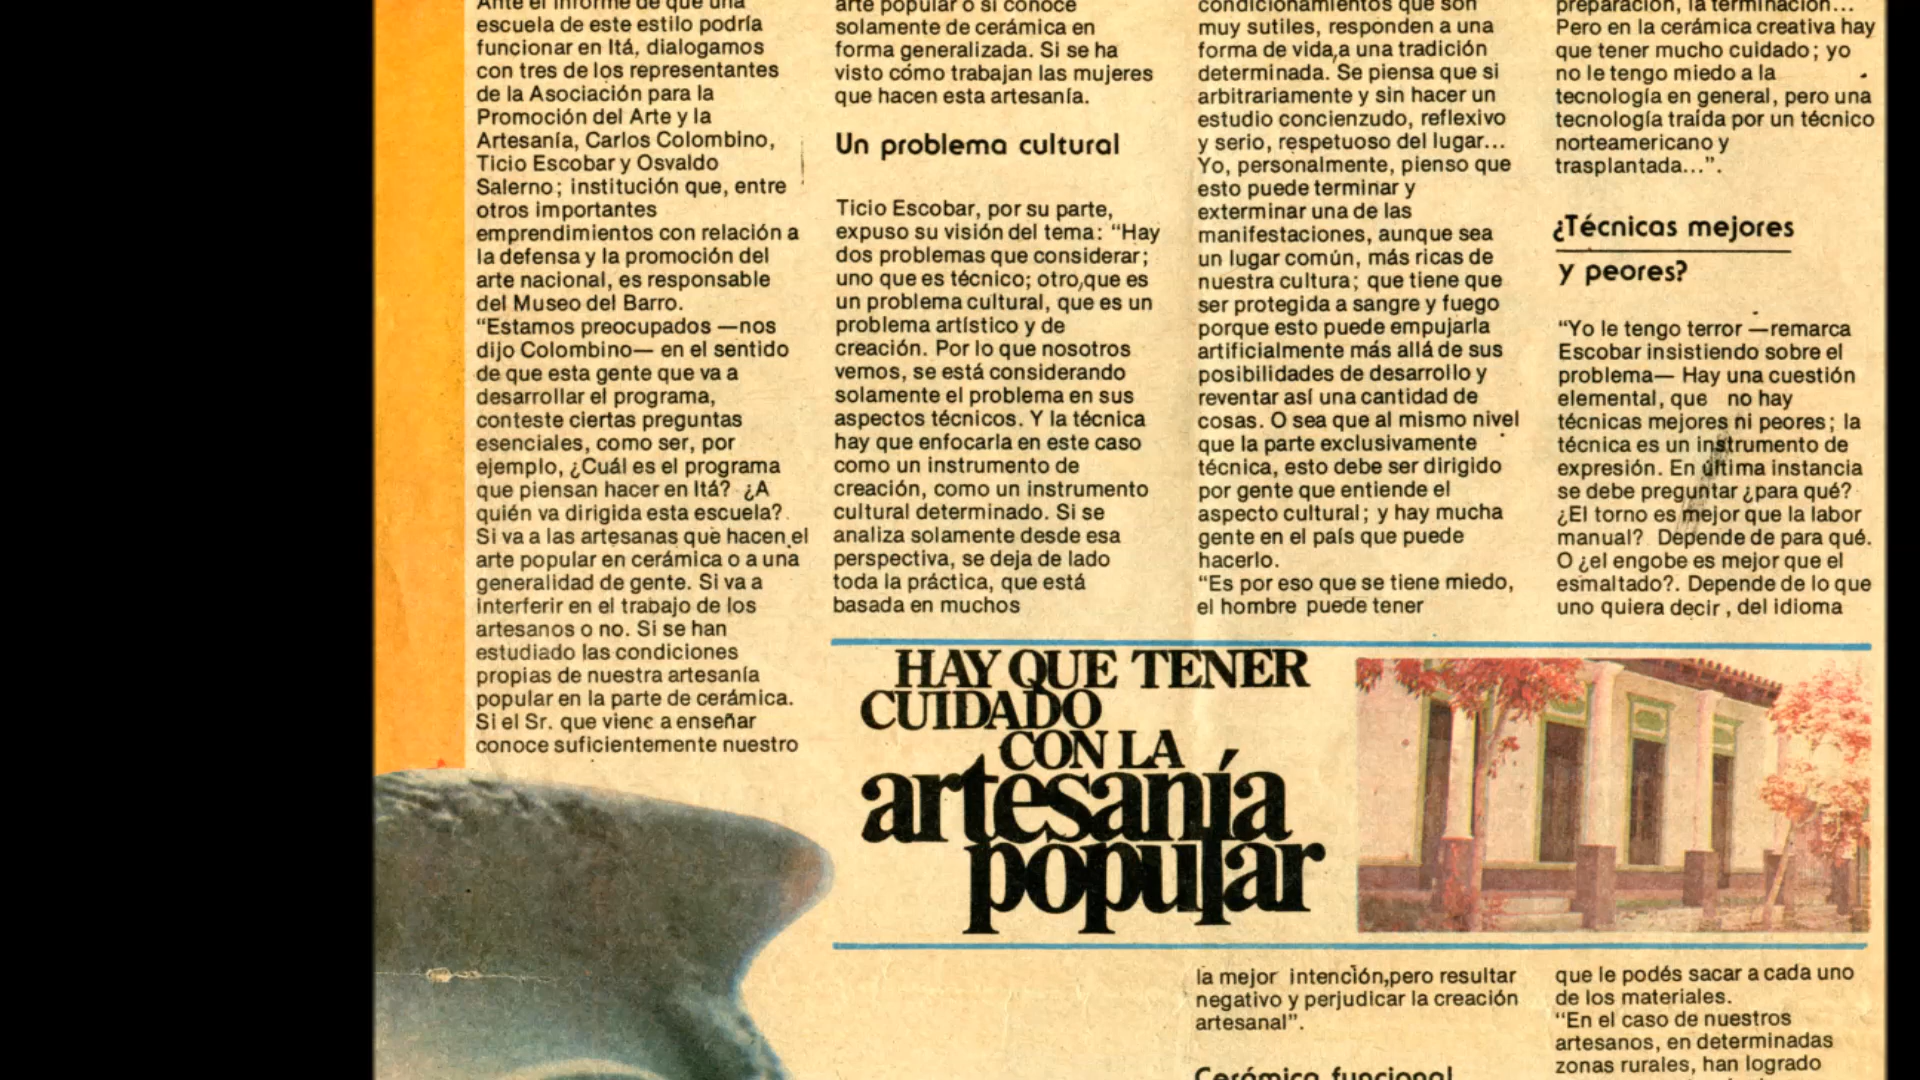 Ante el informe de que una
escuela de este estilo podría
funcionar en Itá, dialogamos
con tres de los representantes
de la Asociación para la
Promoción del Arte y la
Artesanía, Carlos Colombino,
Ticio Escobar y Osvaldo
Salerno; institución que, entre
otros importantes
emprendimientos con relación a
la defensa y la promoción del
arte nacional, es responsable
del Museo del Barro.
“Estamos preocupados —nos
dijo Colombino— en el sentido
de que esta gente que va a
desarrollar el programa,
conteste ciertas preguntas
esenciales, como ser, por
ejemplo, ¿Cuál es el programa
que piensan hacer en Itá? ¿A
quién va dirigida esta escuela?
Si va a las artesanas que hacen el
arte popular en cerámica o a una
generalidad de gente. Si va a
interferir en el trabajo de los
artesanos o no. Si se han
estudiado las condiciones
propias de nuestra artesanía
popular en la parte de cerámica.
Si el Sr. que viene a enseñar
conoce suficientemente nuestro
arte popular o si conoce
solamente de cerámica en
forma generalizada. Si se ha
visto cómo trabajan las mujeres
que hacen esta artesanía.
Un problema cultural
Ticio Escobar, por su parte,
expuso su visión del tema: “Hay
dos problemas que considerar;
uno que es técnico; otro,que es
un problema cultural, que es un
problema artístico y de
creación. Por lo que nosotros
vemos, se está considerando
solamente el problema en sus
aspectos técnicos. Y la técnica
hay que enfocarla en este caso
como un instrumento de
creación, como un instrumento
cultural determinado. Si se
analiza solamente desde esa
perspectiva, se deja de lado
toda la práctica, que está
basada en muchos
condicionamientos que son
muy sutiles, responden a una
forma de vida,a una tradición
determinada. Se piensa que si
arbitrariamente y sin hacer un
estudio concienzudo, reflexivo
y serio, respetuoso del lugar...
Yo, personalmente, pienso que
esto puede terminar y
exterminar una de las
manifestaciones, aunque sea
un lugar común, más ricas de
nuestra cultura; que tiene que
ser protegida a sangre y fuego
porque esto puede empujarla
artificialmente más allá de sus
posibilidades de desarrollo y
reventar así una cantidad de
cosas. O sea que al mismo nivel
que la parte exclusivamente
técnica, esto debe ser dirigido
por gente que entiende el
aspecto cultural; y hay mucha
gente en el país que puede
hacerlo.
“Es por eso que se tiene miedo,
el hombre puede tener
preparación, la terminación...
Pero en la cerámica creativa hay
que tener mucho cuidado; yo
no le tengo miedo a la
tecnología en general, pero una
tecnología traída por un técnico
norteamericano y
trasplantada...”.
¿Técnicas mejores
y peores?
“Yo le tengo terror —remarca
Escobar insistiendo sobre el
problema— Hay una cuestión
elemental, que no hay
técnicas mejores ni peores; la
técnica es un instrumento de
expresión. En última instancia
se debe preguntar ¿para qué?
¿El torno es mejor que la labor
manual? Depende de para qué.
O ¿el engobe es mejor que el
esmaltado?. Depende de lo que
uno quiera decir, del idioma
HAY QUE TENER
CUIDADO
CON LA
artesanía
popular
la mejor intención,pero resultar
negativo y perjudicar la creación
artesanal”.
Cerámica funcional
que le podés sacar a cada uno
de los materiales.
“En el caso de nuestros
artesanos, en determinadas
zonas rurales, han logrado